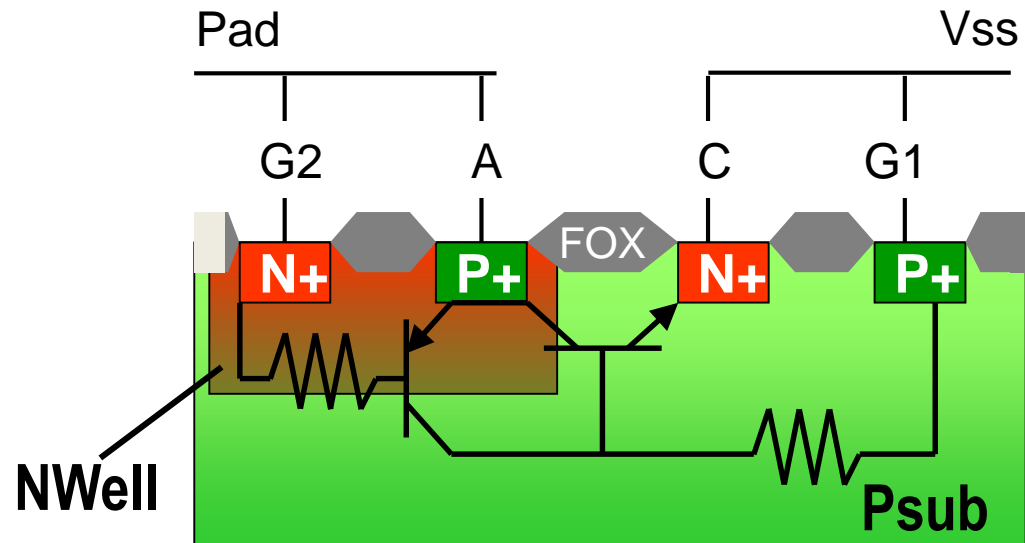 Pad Vss
G2 A C G1
FOX
N+ P+ N+ P+
NWell
Psub